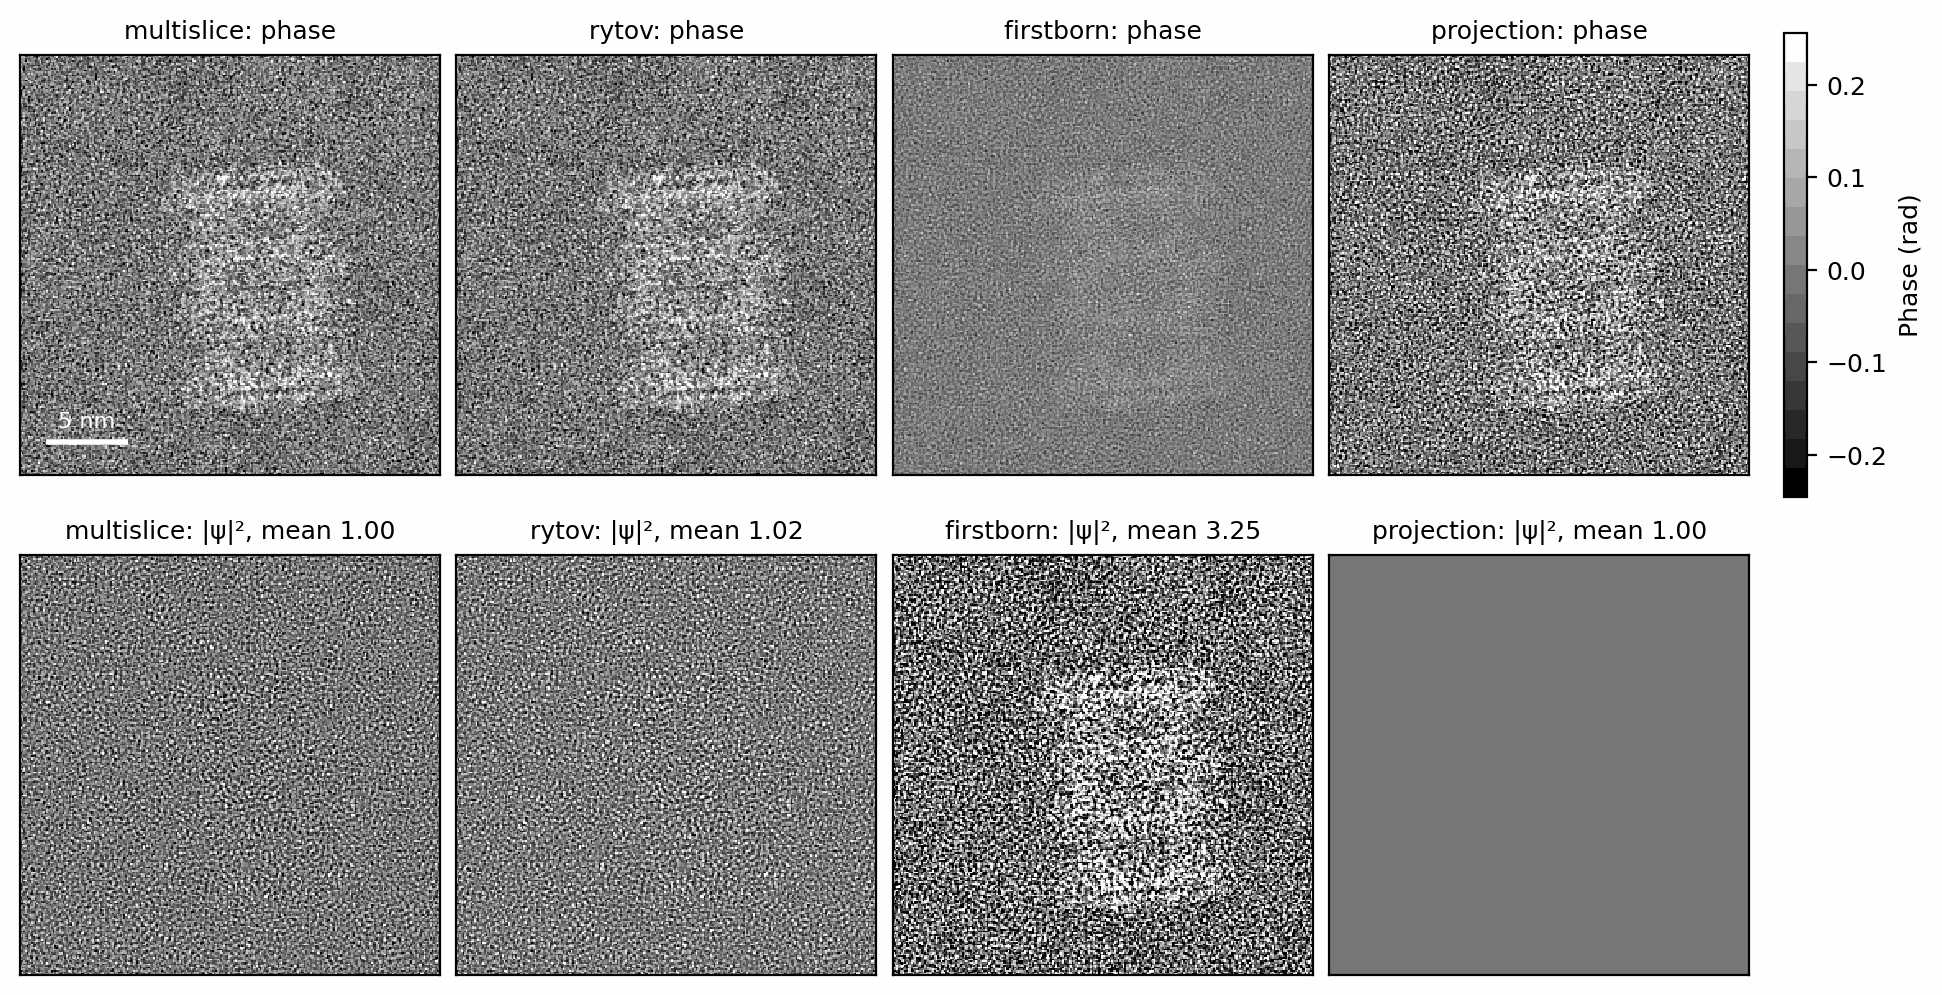 multislice: phase
rytov: phase
firstborn: phase
projection: phase
0.2
0.1
0.0
−0.1
−0.2
Phase (rad)
5 nm
multislice: |ψ|², mean 1.00
rytov: |ψ|², mean 1.02
firstborn: |ψ|², mean 3.25
projection: |ψ|², mean 1.00